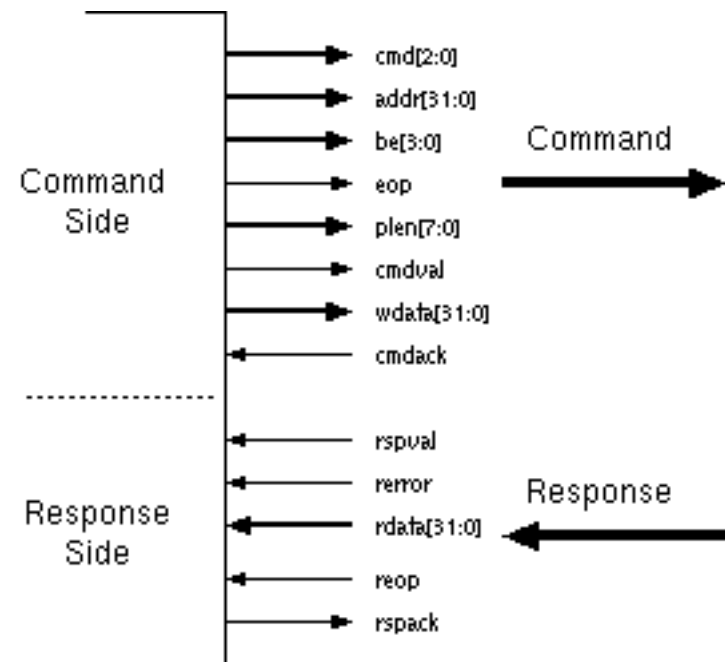 cmd[2:0]
addr[31:0]
be[3:0]
Command
Command
Side
eop
plen[7:0]
cmdval
wdata[31:0]
cmdack
rspval
rerror
Response
Response
Side
rdata[31:0]
reop
rspack